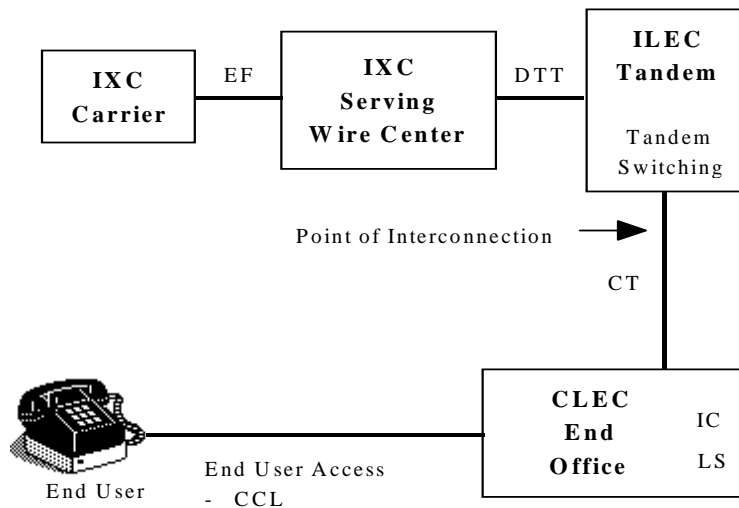 IXC
Carrier
EF
IXC
Serving
Wire Center
DTT
ILEC
Tandem
Tandem
Switching
Point of Interconnection
CT
CLEC
End
Office
IC
LS
End User
End User Access
- CCL